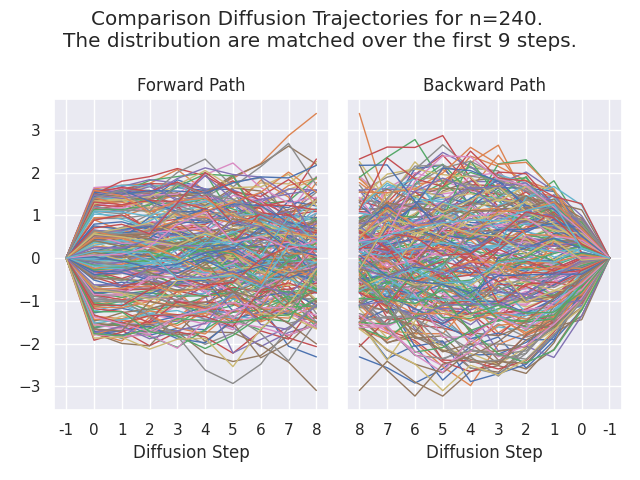 Comparison Diffusion Trajectories for n=240.
The distribution are matched over the first 9 steps.
Forward Path
Backward Path
3
2
1
0
−1
−2
−3
-1 0 1 2 3 4 5 6 7 8
8 7 6 5 4 3 2 1 0 -1
Diffusion Step
Diffusion Step